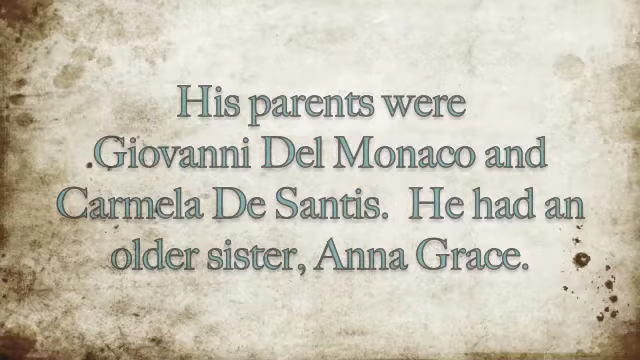 His parents were
Giovanni Del Monaco and
Carmela De Santis.  He had an
older sister, Anna Grace.